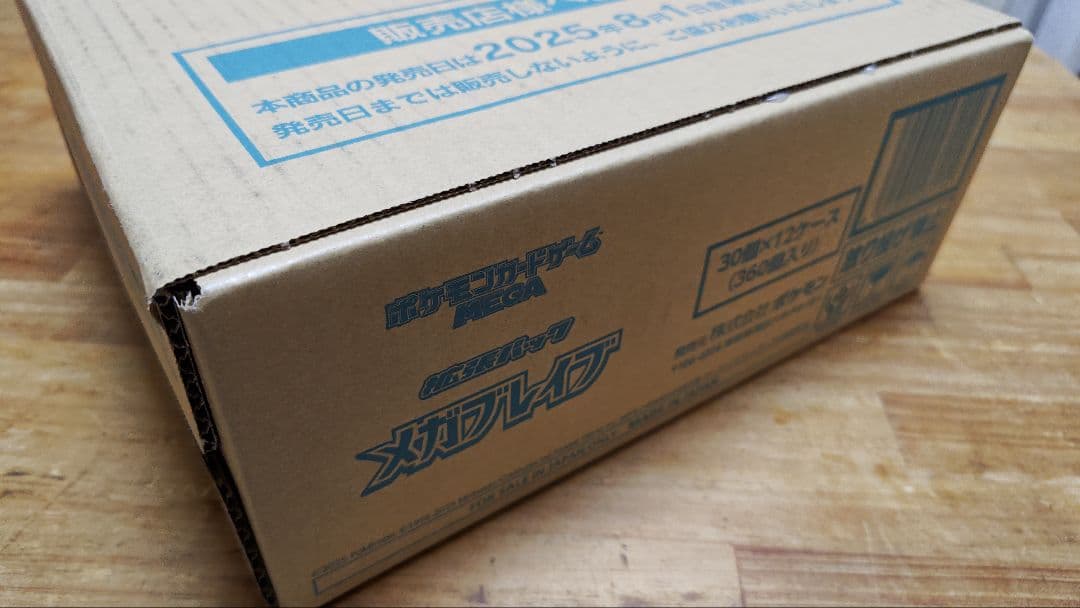 販売店様へ
本商品の発売日は2025年8月1日
発売日までは販売しないように、ご協力お願いいたします
ポケモンカードゲーム
MEGA
拡張パック
メガブレイブ
30個×12ケース
(360個入り)
発売元 株式会社ポケモン
FOR SALE IN JAPAN ONLY MADE IN JAPAN